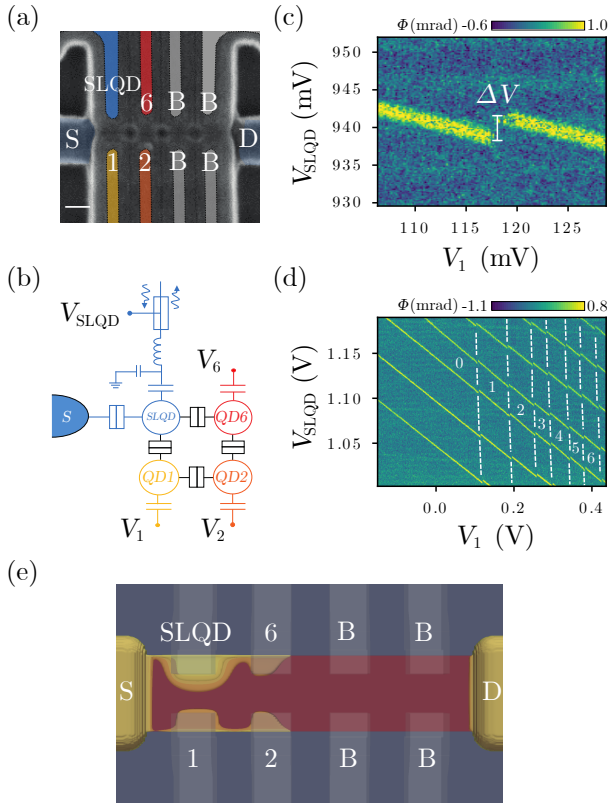 (a)
SLQD
6
B
B
S
D
1
2
B
B
(b)
V_SLQD
V_6
S
SLQD
QD6
QD1
QD2
V_1
V_2
(c)
Φ(mrad) -0.6 1.0
V_SLQD (mV)
950
940
930
ΔV
110 115 120 125
V_1 (mV)
(d)
Φ(mrad) -1.1 0.8
V_SLQD (V)
1.15
1.10
1.05
0
1
2
3
4
5
6
0.0 0.2 0.4
V_1 (V)
(e)
SLQD 6 B B
S D
1 2 B B